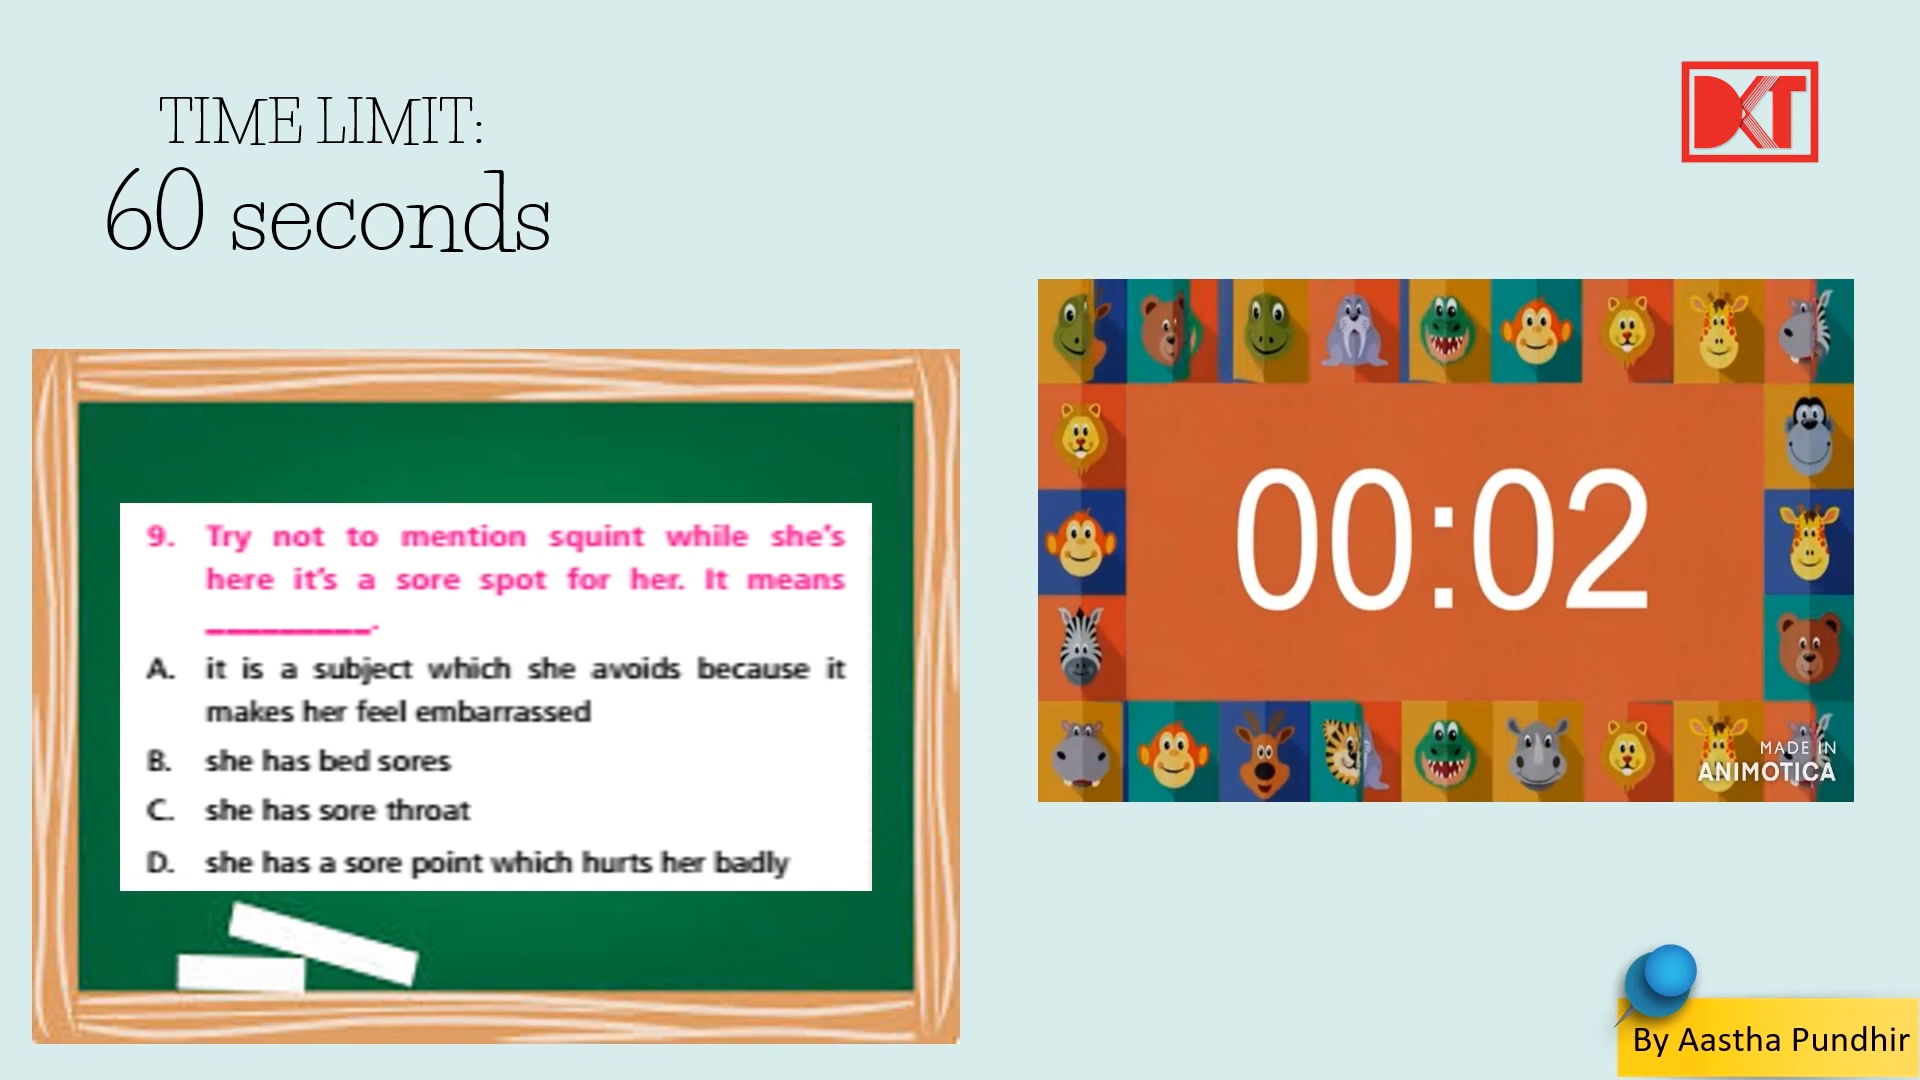 TIME LIMIT:
60 seconds
DKT
9. Try not to mention squint while she's
here it's a sore spot for her. It means
__________.
A. it is a subject which she avoids because it
makes her feel embarrassed
B. she has bed sores
C. she has sore throat
D. she has a sore point which hurts her badly
00:02
MADE IN
ANIMOTICA
By Aastha Pundhir